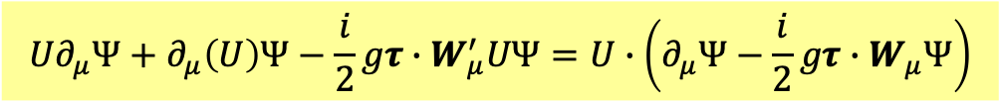 U∂_μΨ + ∂_μ(U)Ψ − i/2 g𝝉 · 𝑾′_μUΨ = U · (∂_μΨ − i/2 g𝝉 · 𝑾_μΨ)